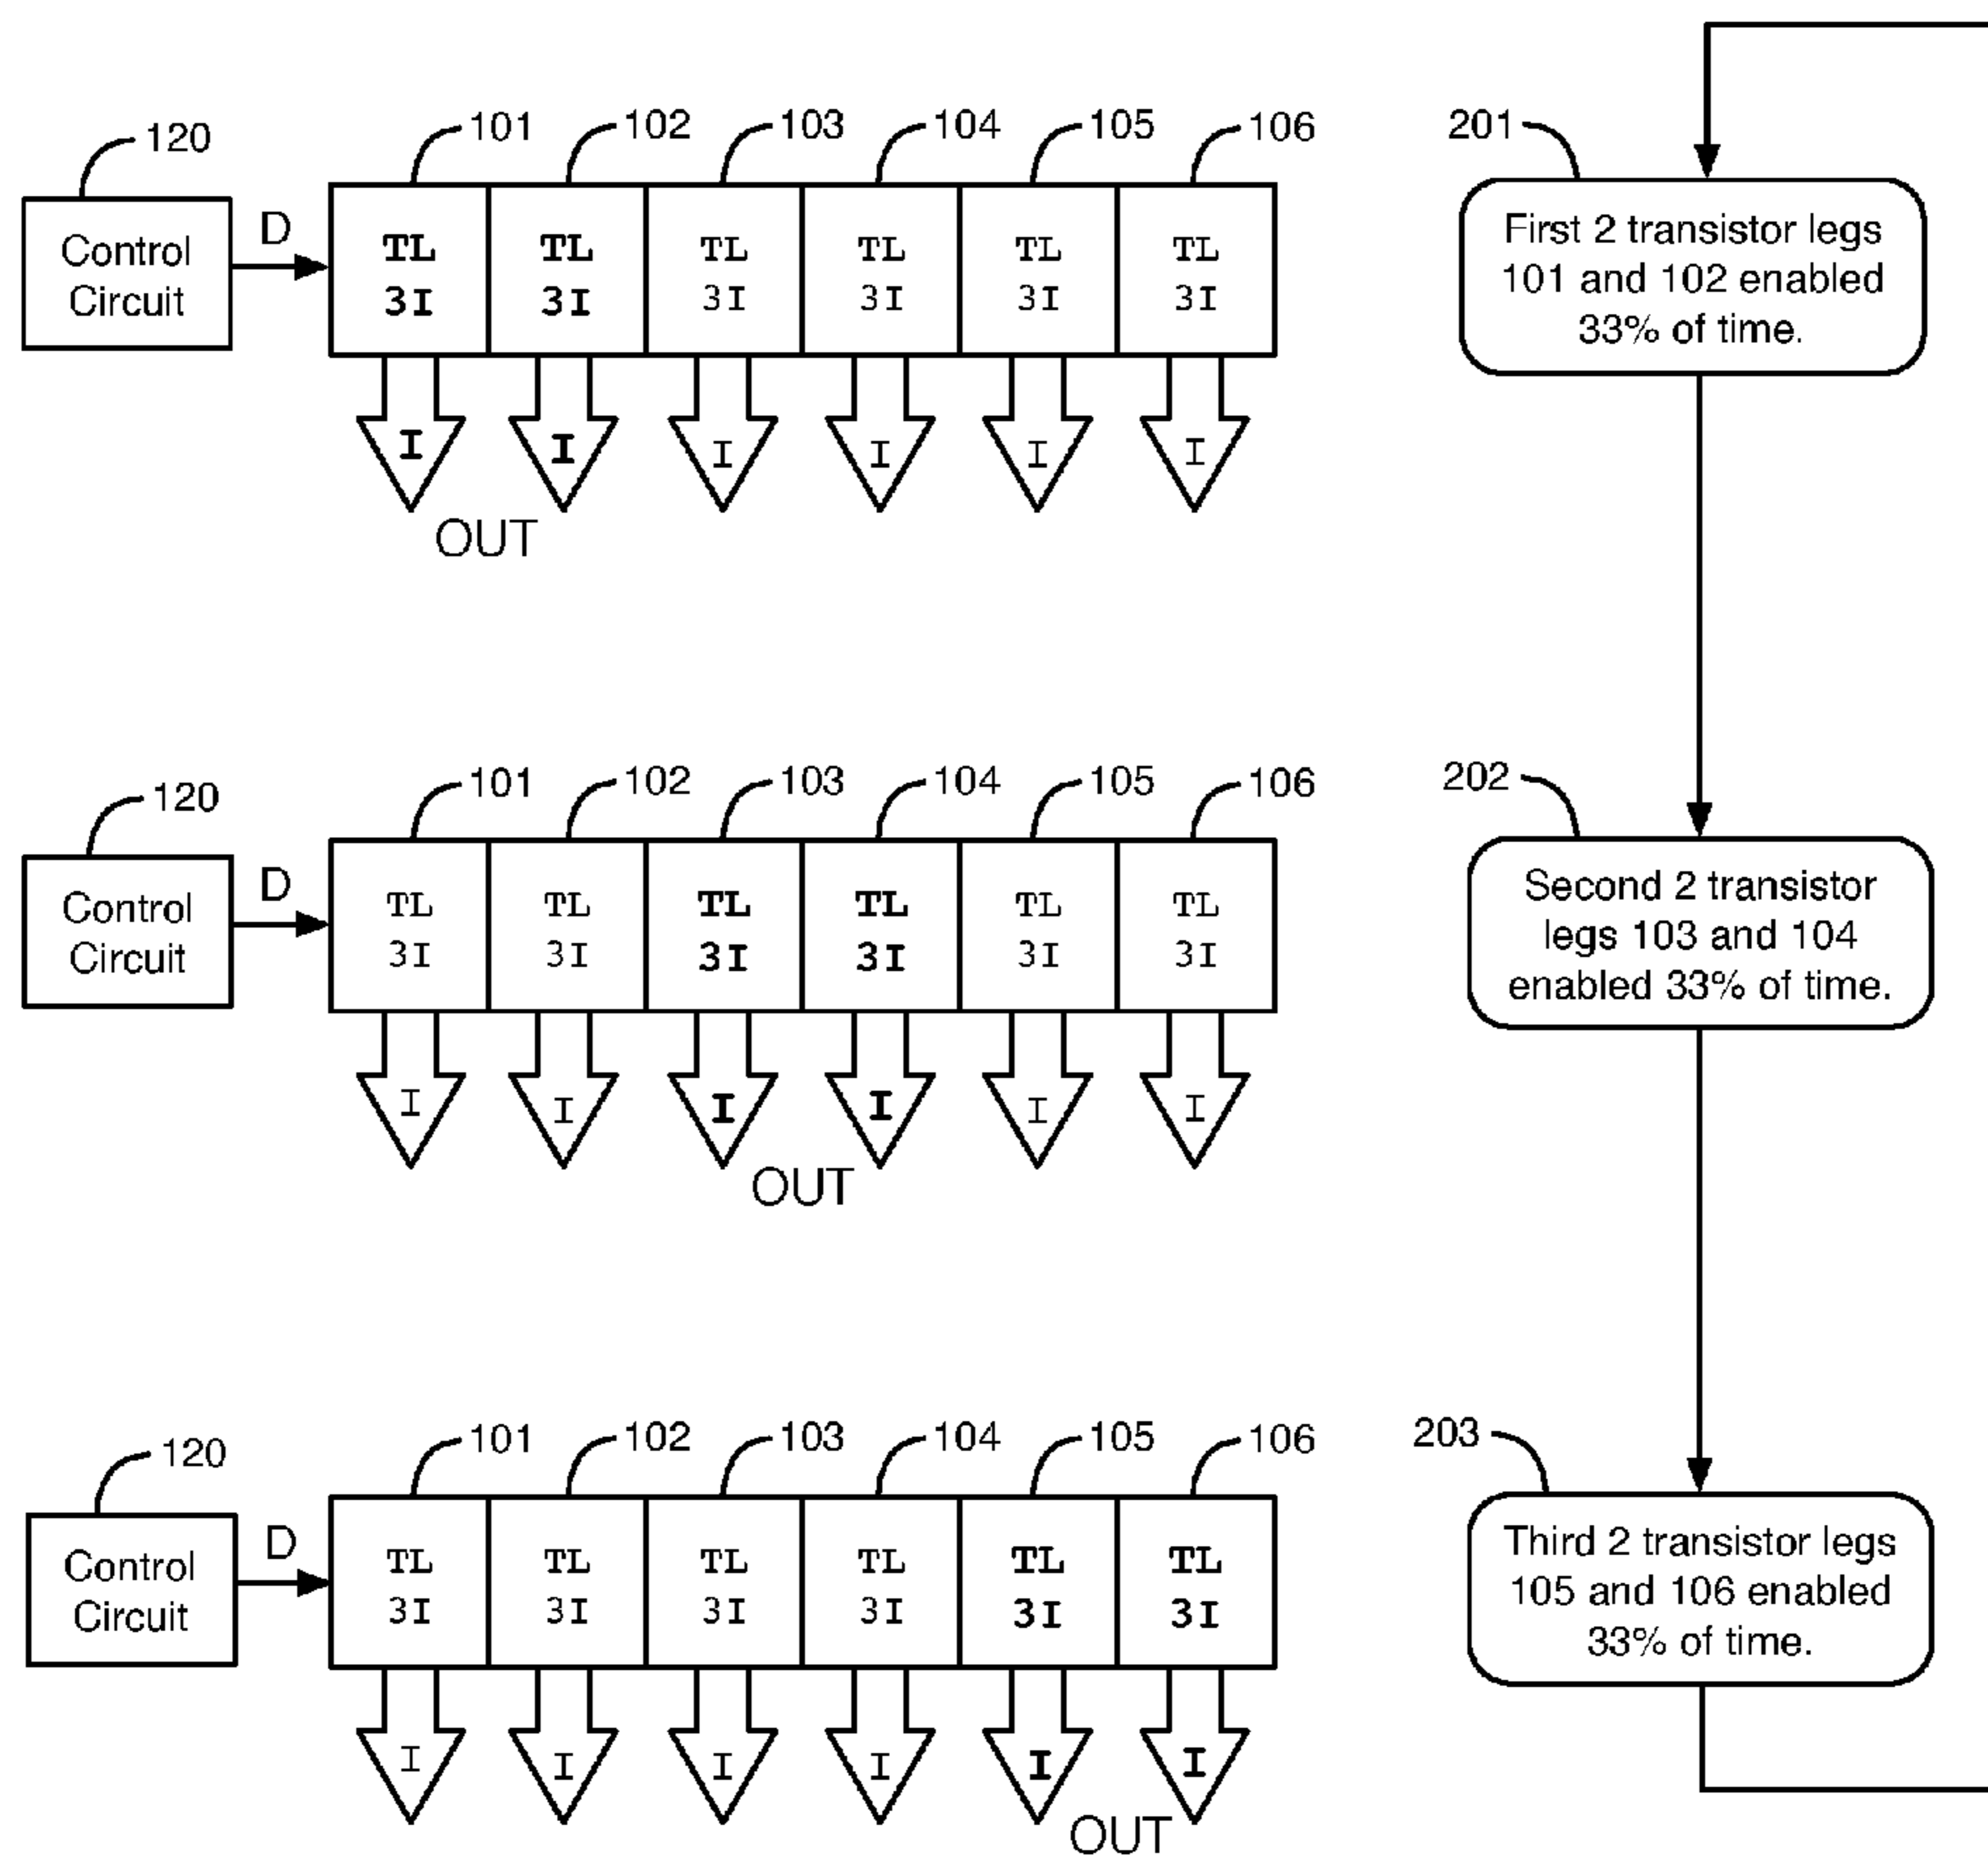 120
101 102 103 104 105 106
Control
Circuit
D
TL TL TL TL TL TL
3I 3I 3I 3I 3I 3I
I I I I I I
OUT
201
First 2 transistor legs
101 and 102 enabled
33% of time.
120
101 102 103 104 105 106
Control
Circuit
D
TL TL TL TL TL TL
3I 3I 3I 3I 3I 3I
I I I I I I
OUT
202
Second 2 transistor
legs 103 and 104
enabled 33% of time.
120
101 102 103 104 105 106
Control
Circuit
D
TL TL TL TL TL TL
3I 3I 3I 3I 3I 3I
I I I I I I
OUT
203
Third 2 transistor legs
105 and 106 enabled
33% of time.